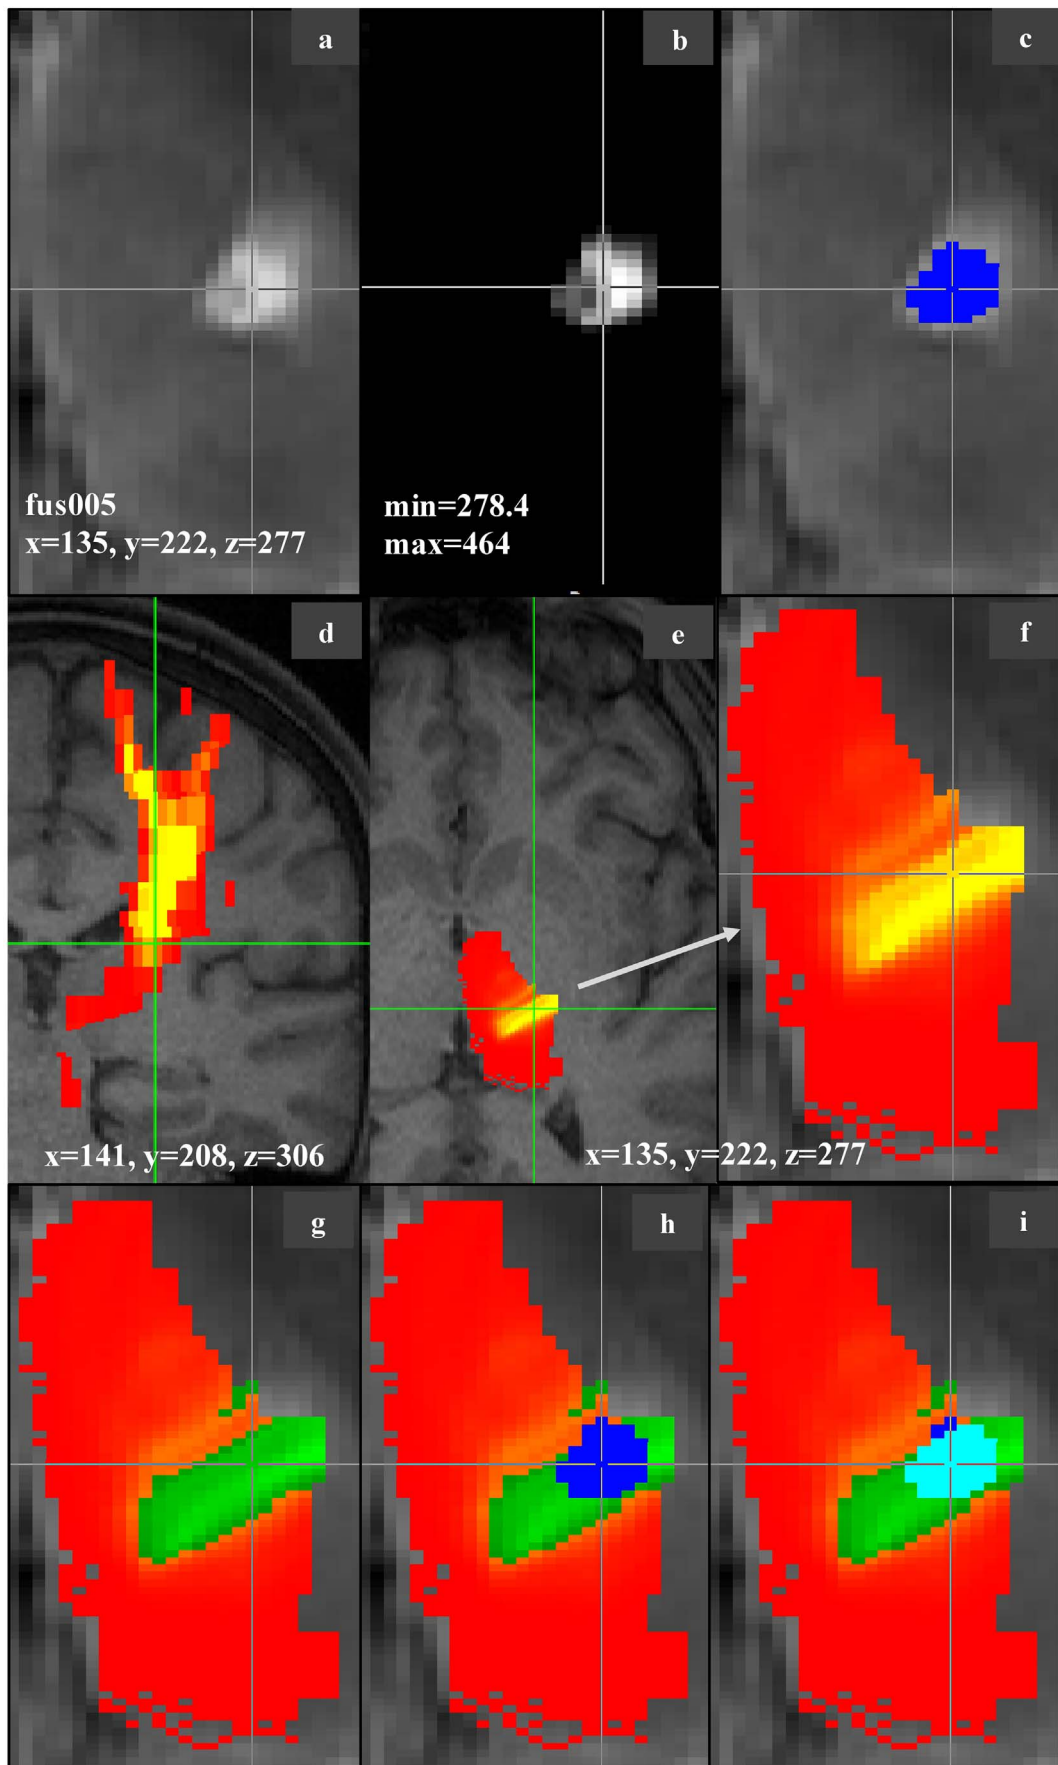 a
b
c
fus005
x=135, y=222, z=277
min=278.4
max=464
d
e
f
x=141, y=208, z=306
x=135, y=222, z=277
g
h
i